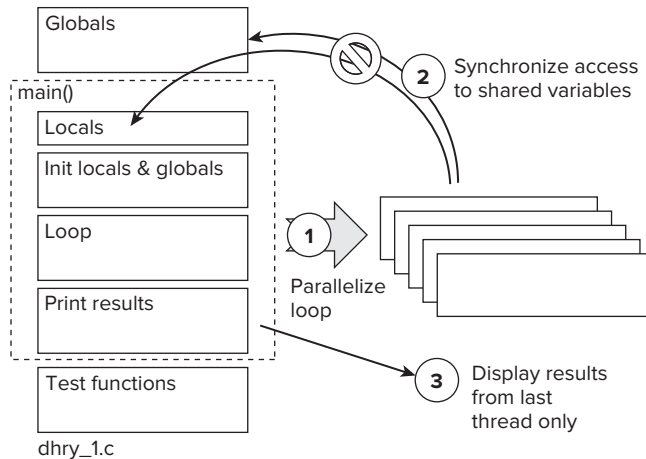 Globals
main()
Locals
Init locals & globals
Loop
Print results
Test functions
dhry_1.c
1
Parallelize
loop
2
Synchronize access
to shared variables
3
Display results
from last
thread only